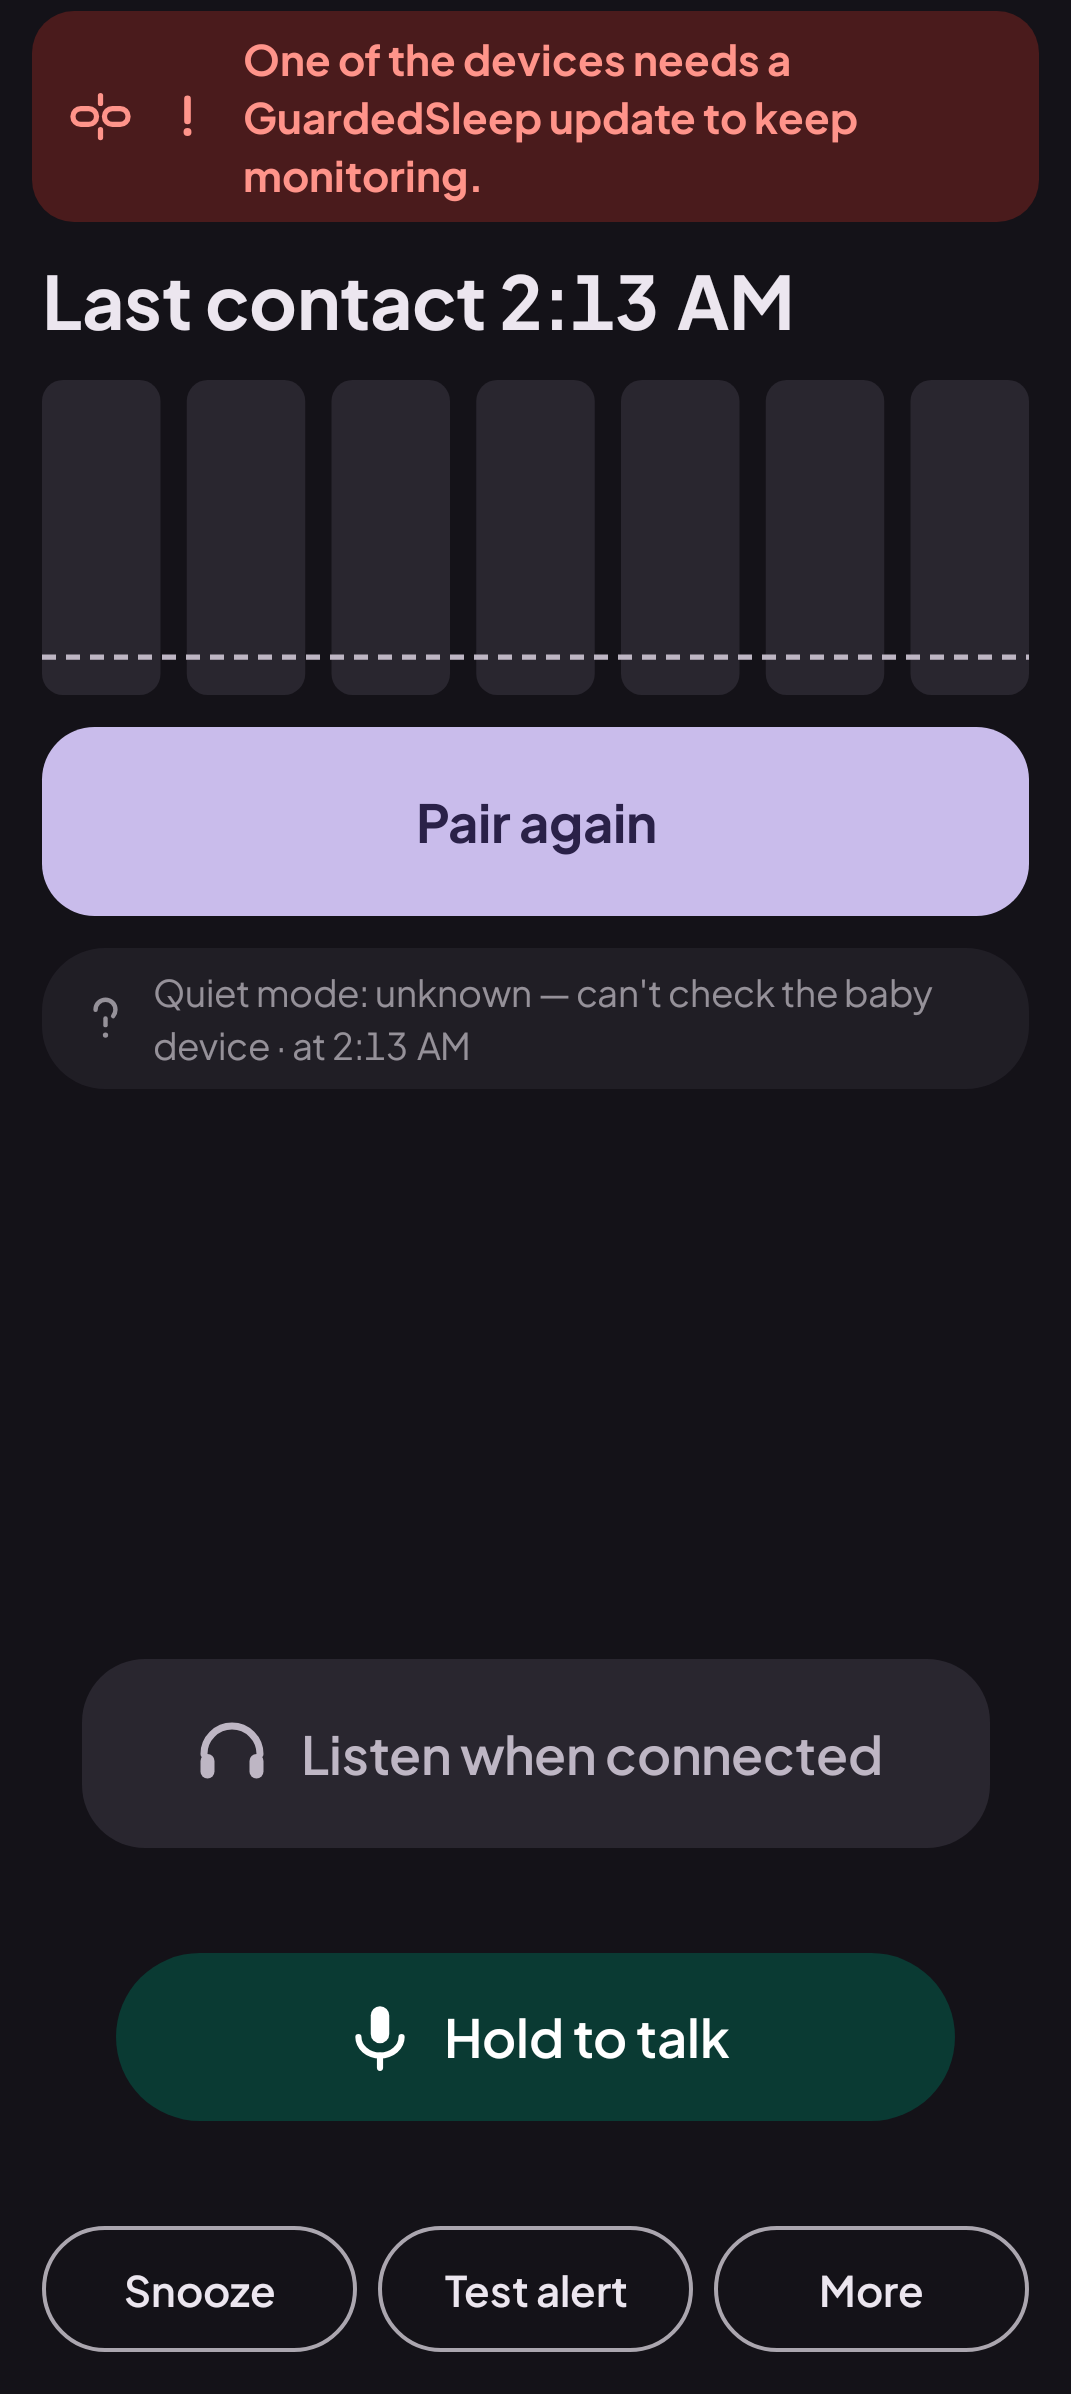 One of the devices needs a
GuardedSleep update to keep
monitoring.
Last contact 2:13 AM
Pair again
Quiet mode: unknown — can't check the baby
device · at 2:13 AM
Listen when connected
Hold to talk
Snooze
Test alert
More